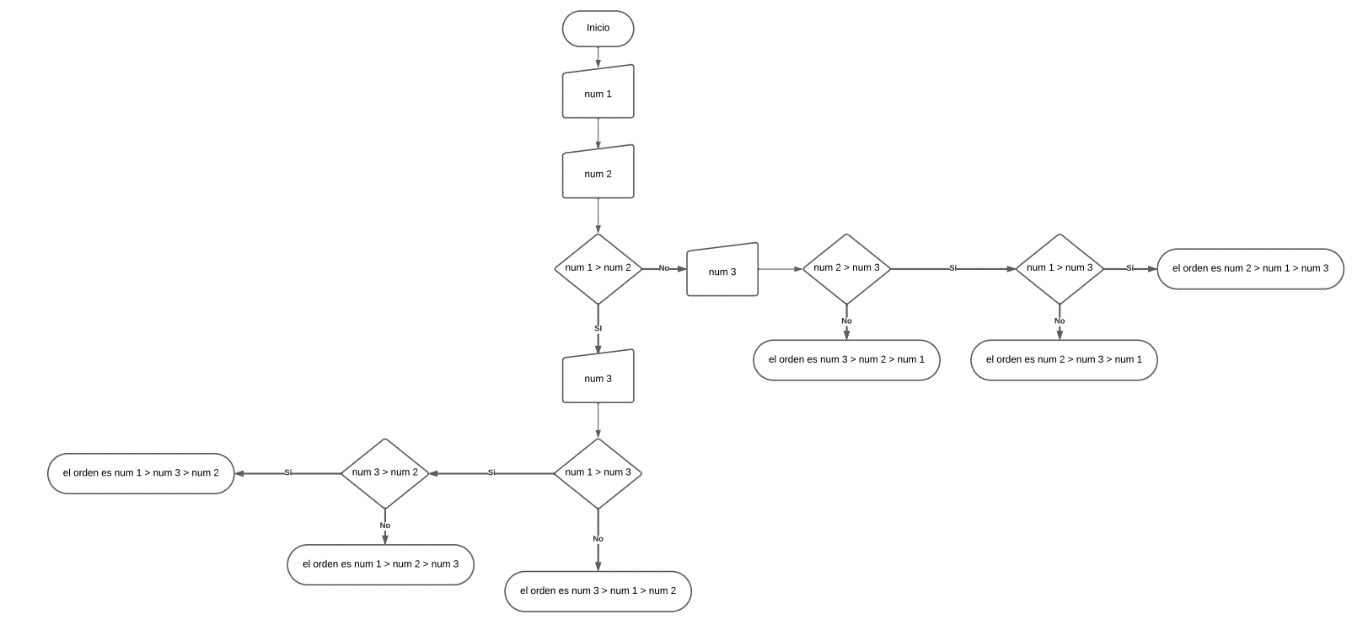 Inicio
num 1
num 2
num 1 > num 2
No
num 3
num 2 > num 3
Sí
num 1 > num 3
Sí
el orden es num 2 > num 1 > num 3
No
No
el orden es num 3 > num 2 > num 1
el orden es num 2 > num 3 > num 1
SI
num 3
num 1 > num 3
Sí
num 3 > num 2
Sí
el orden es num 1 > num 3 > num 2
No
No
el orden es num 1 > num 2 > num 3
el orden es num 3 > num 1 > num 2